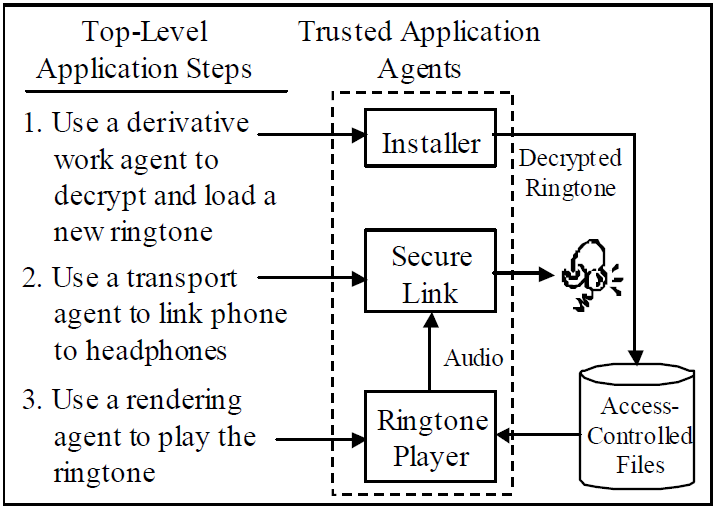 Top-Level
Application Steps
Trusted Application
Agents
1. Use a derivative
work agent to
decrypt and load a
new ringtone
2. Use a transport
agent to link phone
to headphones
3. Use a rendering
agent to play the
ringtone
Installer
Decrypted
Ringtone
Secure
Link
Audio
Ringtone
Player
Access-
Controlled
Files